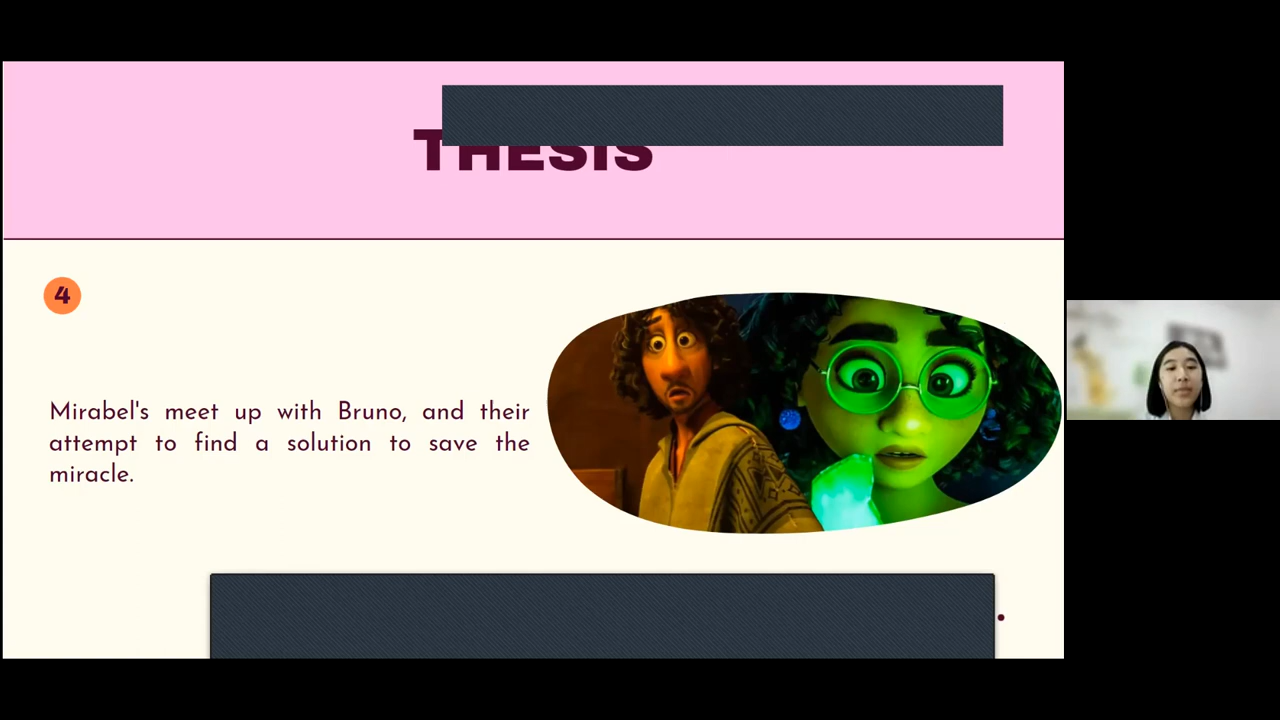 THESIS
4
Mirabel's meet up with Bruno, and their
attempt to find a solution to save the
miracle.